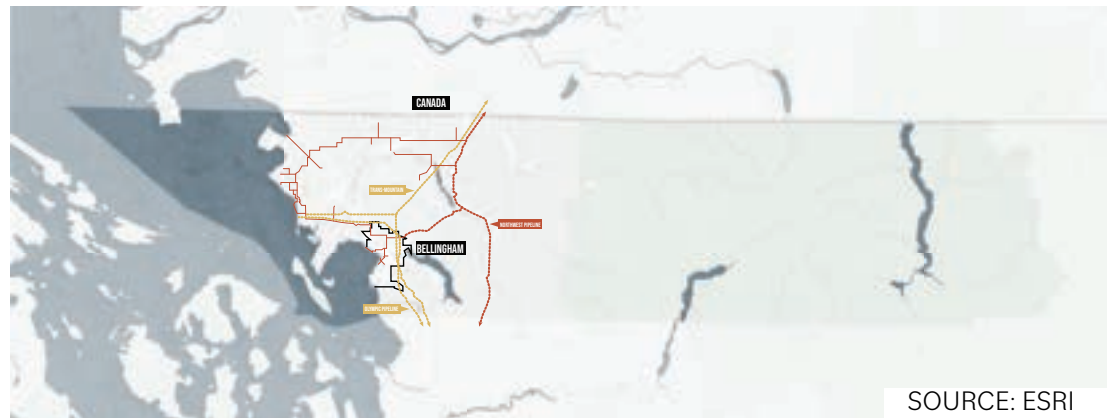 CANADA
TRANS-MOUNTAIN
NORTHWEST PIPELINE
BELLINGHAM
OLYMPIC PIPELINE
SOURCE: ESRI